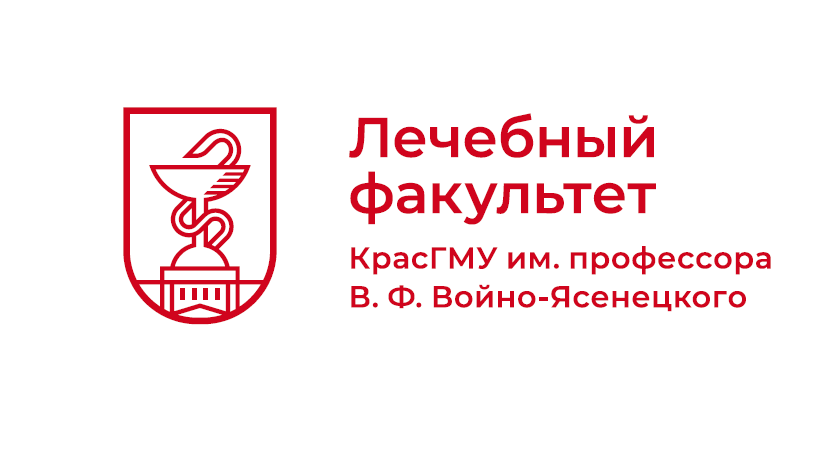 Лечебный
факультет
КрасГМУ им. профессора
В. Ф. Войно-Ясенецкого